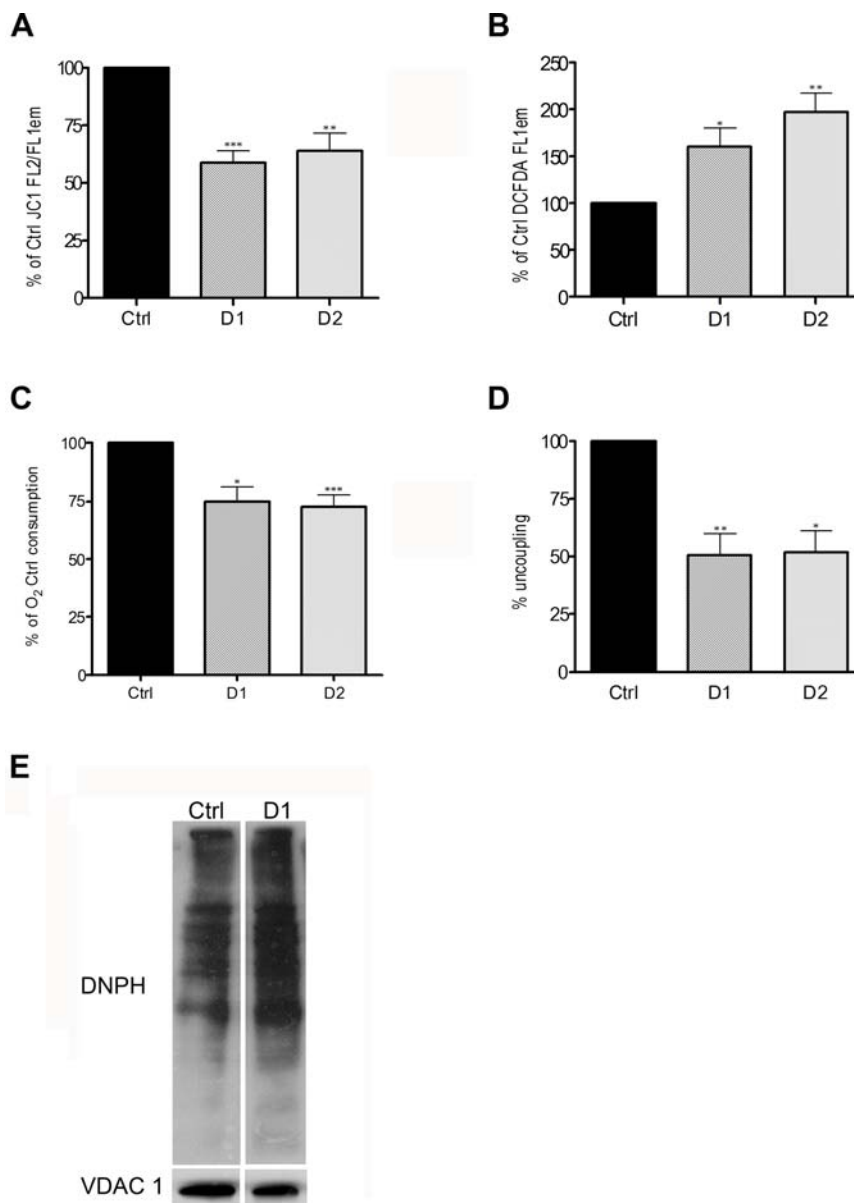 A
% of Ctrl JC1 FL2/FL1em
100
75
50
25
0
***
**
Ctrl D1 D2
B
% of Ctrl DCFDA FL1em
250
200
150
100
50
0
*
**
Ctrl D1 D2
C
% of O2 Ctrl consumption
100
75
50
25
0
*
***
Ctrl D1 D2
D
% uncoupling
100
75
50
25
0
**
*
Ctrl D1 D2
E
Ctrl D1
DNPH
VDAC 1